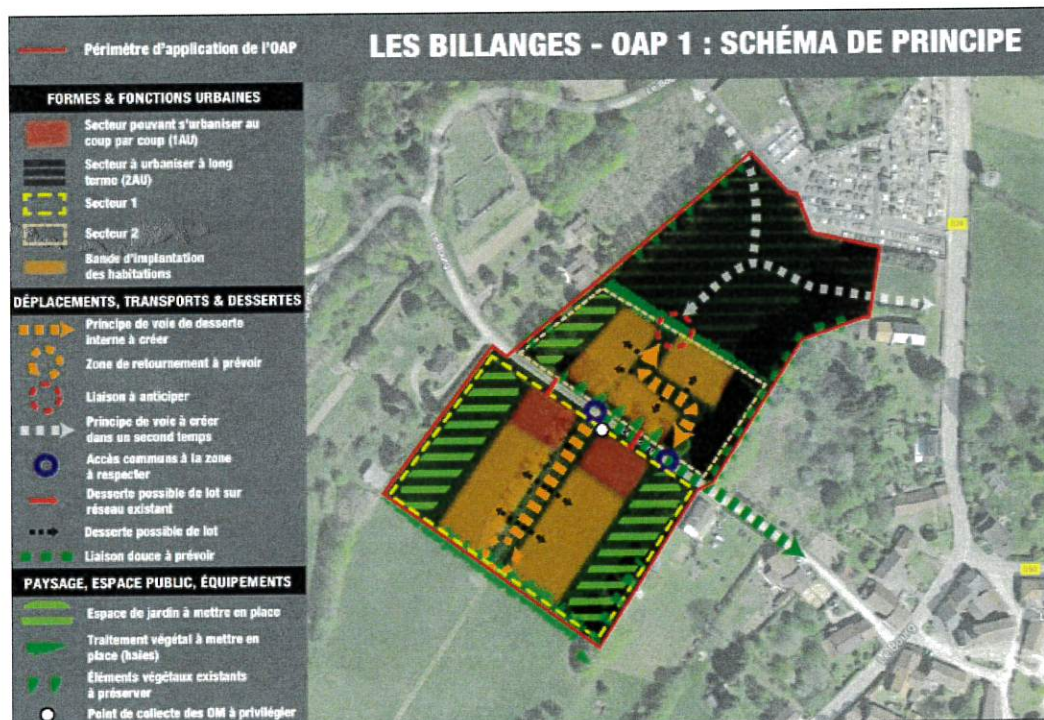 Périmètre d'application de l'OAP
LES BILLANGES - OAP 1 : SCHÉMA DE PRINCIPE
FORMES & FONCTIONS URBAINES
Secteur pouvant s'urbaniser au
coup par coup (1AU)
Secteur à urbaniser à long
terme (2AU)
Secteur 1
Secteur 2
Bande d'implantation
des habitations
DÉPLACEMENTS, TRANSPORTS & DESSERTES
Principe de voie de desserte
interne à créer
Zone de retournement à prévoir
Liaison à anticiper
Principe de voie à créer
dans un second temps
Accès communs à la zone
à respecter
Desserte possible de lot sur
réseau existant
Desserte possible de lot
Liaison douce à prévoir
PAYSAGE, ESPACE PUBLIC, ÉQUIPEMENTS
Espace de jardin à mettre en place
Traitement végétal à mettre en
place (haies)
Éléments végétaux existants
à préserver
Point de collecte des OM à privilégier